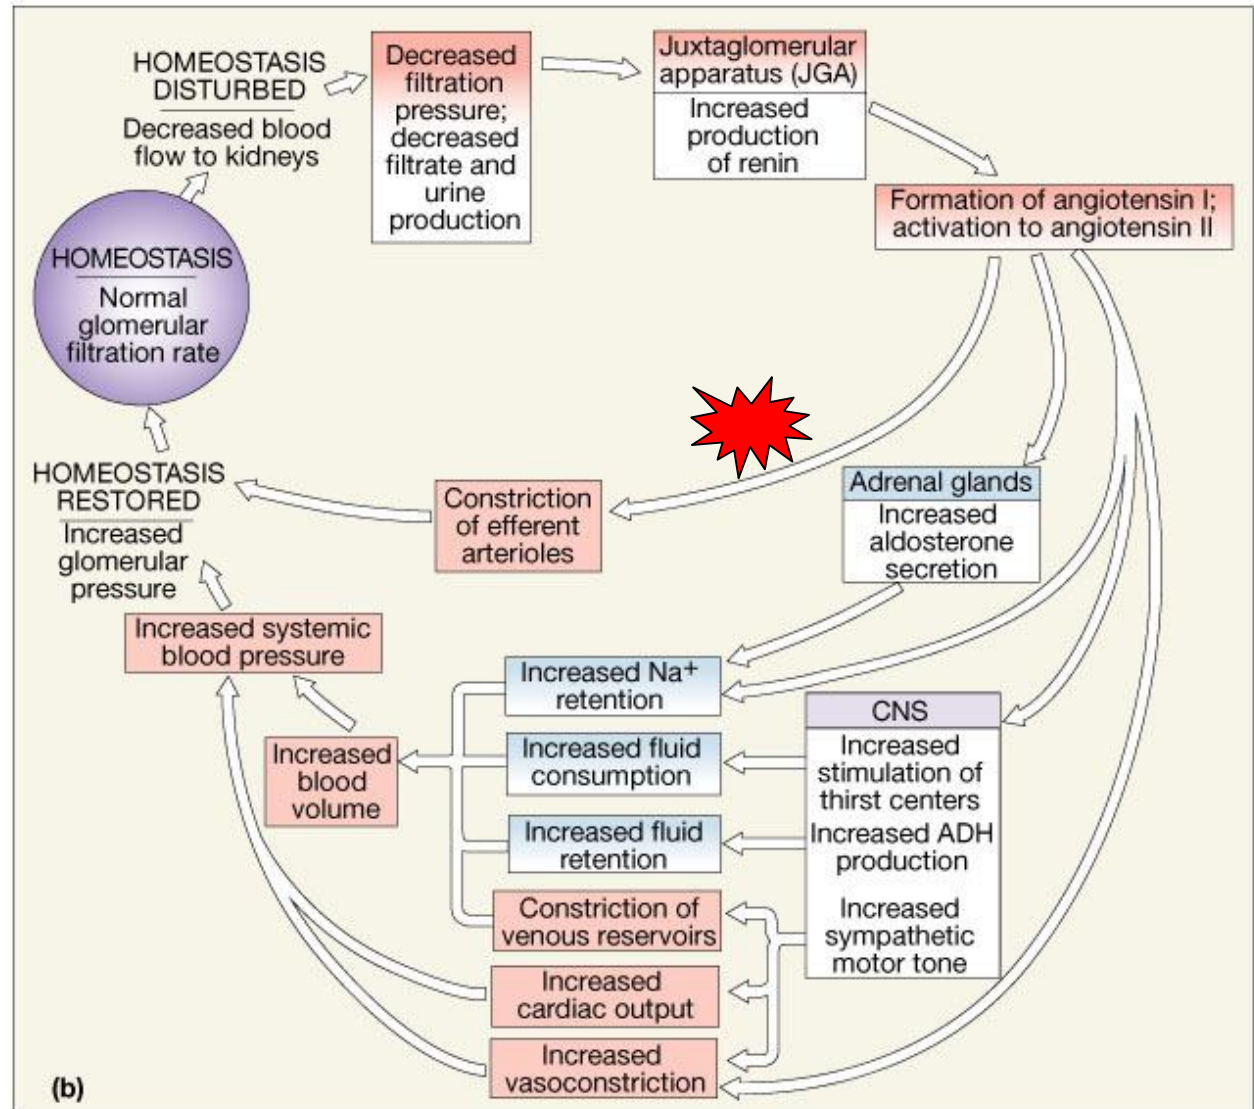 HOMEOSTASIS
DISTURBED
Decreased blood
flow to kidneys
Decreased
filtration
pressure;
decreased
filtrate and
urine
production
Juxtaglomerular
apparatus (JGA)
Increased
production
of renin
Formation of angiotensin I;
activation to angiotensin II
HOMEOSTASIS
Normal
glomerular
filtration rate
HOMEOSTASIS
RESTORED
Increased
glomerular
pressure
Constriction
of efferent
arterioles
Adrenal glands
Increased
aldosterone
secretion
Increased systemic
blood pressure
Increased Na+
retention
Increased
blood
volume
Increased fluid
consumption
Increased fluid
retention
CNS
Increased
stimulation of
thirst centers
Increased ADH
production
Increased
sympathetic
motor tone
Constriction of
venous reservoirs
Increased
cardiac output
Increased
vasoconstriction
(b)